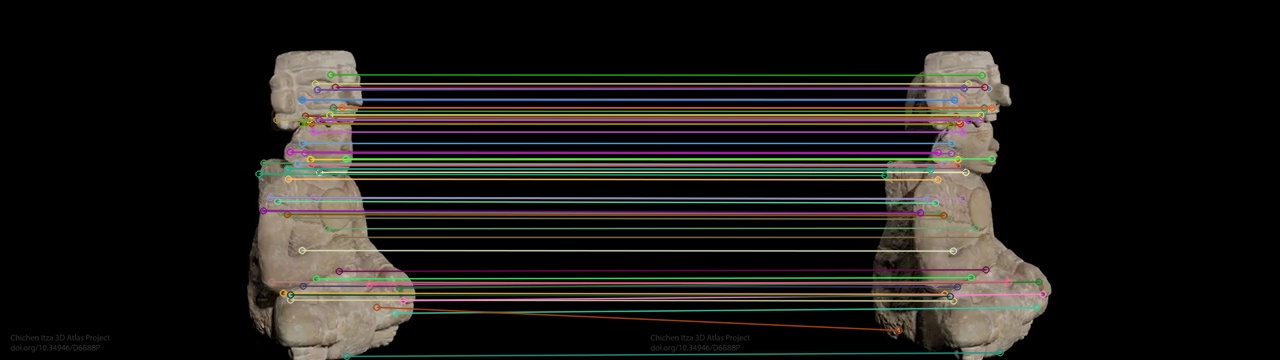 Chichen Itza 3D Atlas Project
doi.org/10.34946/D6B88P
Chichen Itza 3D Atlas Project
doi.org/10.34946/D6B88P